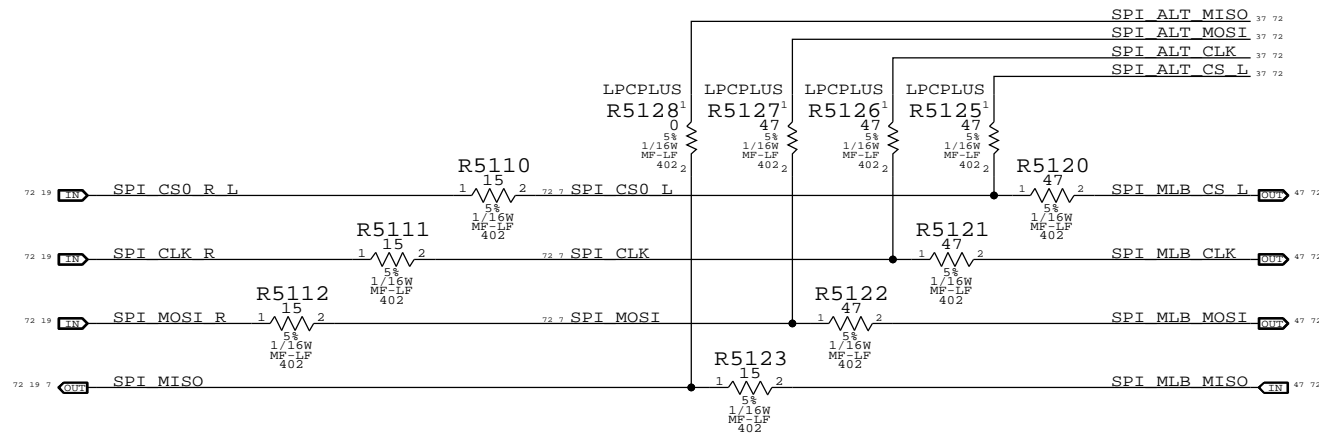 SPI_ALT_MISO 37 72
SPI_ALT_MOSI 37 72
SPI_ALT_CLK 37 72
SPI_ALT_CS_L 37 72
LPCPLUS LPCPLUS LPCPLUS LPCPLUS
R5128 1 R5127 1 R5126 1 R5125 1
0 47 47 47
5% 5% 5% 5%
1/16W 1/16W 1/16W 1/16W
MF-LF MF-LF MF-LF MF-LF
402 2 402 2 402 2 402 2
R5110 R5120
72 19 IN SPI_CS0_R_L 1 15 2 72 7 SPI_CS0_L 1 47 2 SPI_MLB_CS_L OUT 47 72
5% 5%
1/16W 1/16W
MF-LF MF-LF
402 402
R5111 R5121
72 19 IN SPI_CLK_R 1 15 2 72 7 SPI_CLK 1 47 2 SPI_MLB_CLK OUT 47 72
5% 5%
1/16W 1/16W
MF-LF MF-LF
402 402
R5112 R5122
72 19 IN SPI_MOSI_R 1 15 2 72 7 SPI_MOSI 1 47 2 SPI_MLB_MOSI OUT 47 72
5% 5%
1/16W 1/16W
MF-LF MF-LF
402 402
R5123
72 19 7 OUT SPI_MISO 1 15 2 SPI_MLB_MISO IN 47 72
5%
1/16W
MF-LF
402